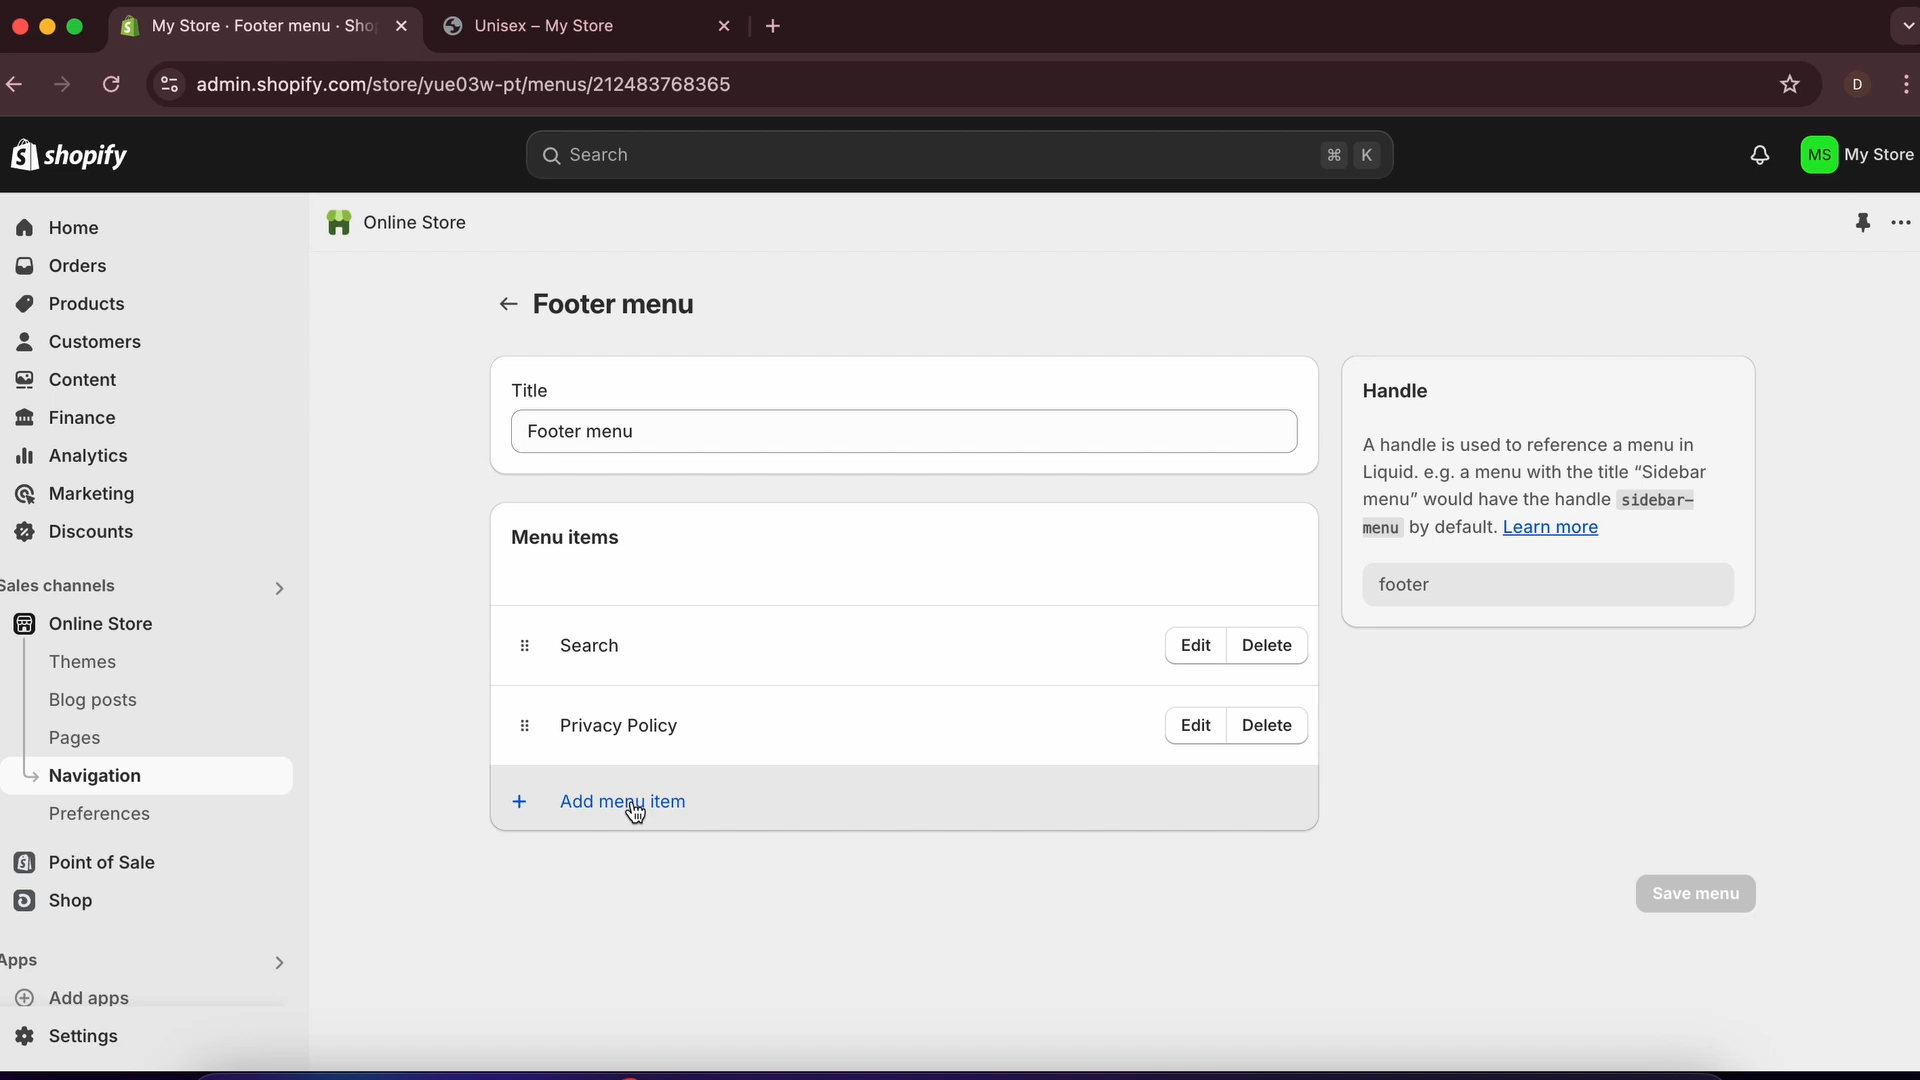 My Store · Footer menu · Sho
Unisex – My Store
admin.shopify.com/store/yue03w-pt/menus/212483768365
D
shopify
Search
⌘ K
MS My Store
Home
Orders
Products
Customers
Content
Finance
Analytics
Marketing
Discounts
Sales channels
Online Store
Themes
Blog posts
Pages
Navigation
Preferences
Point of Sale
Shop
Apps
Add apps
Settings
Online Store
Footer menu
Title
Footer menu
Menu items
Search
Edit Delete
Privacy Policy
Edit Delete
+ Add menu item
Handle
A handle is used to reference a menu in
Liquid. e.g. a menu with the title “Sidebar
menu” would have the handle sidebar-
menu by default. Learn more
footer
Save menu